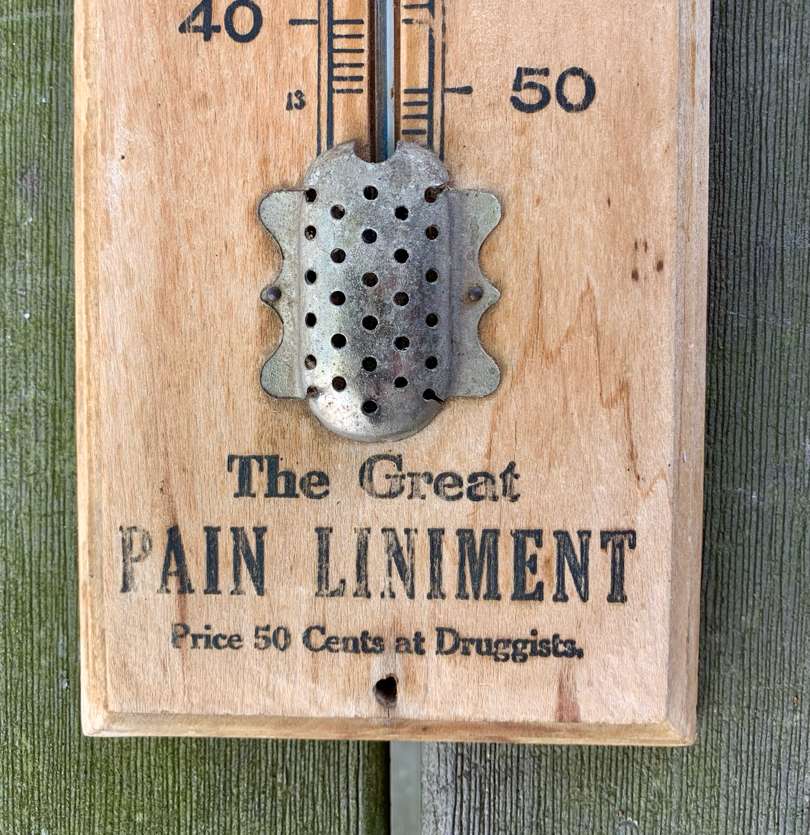 40
50
13
The Great
PAIN LINIMENT
Price 50 Cents at Druggists.